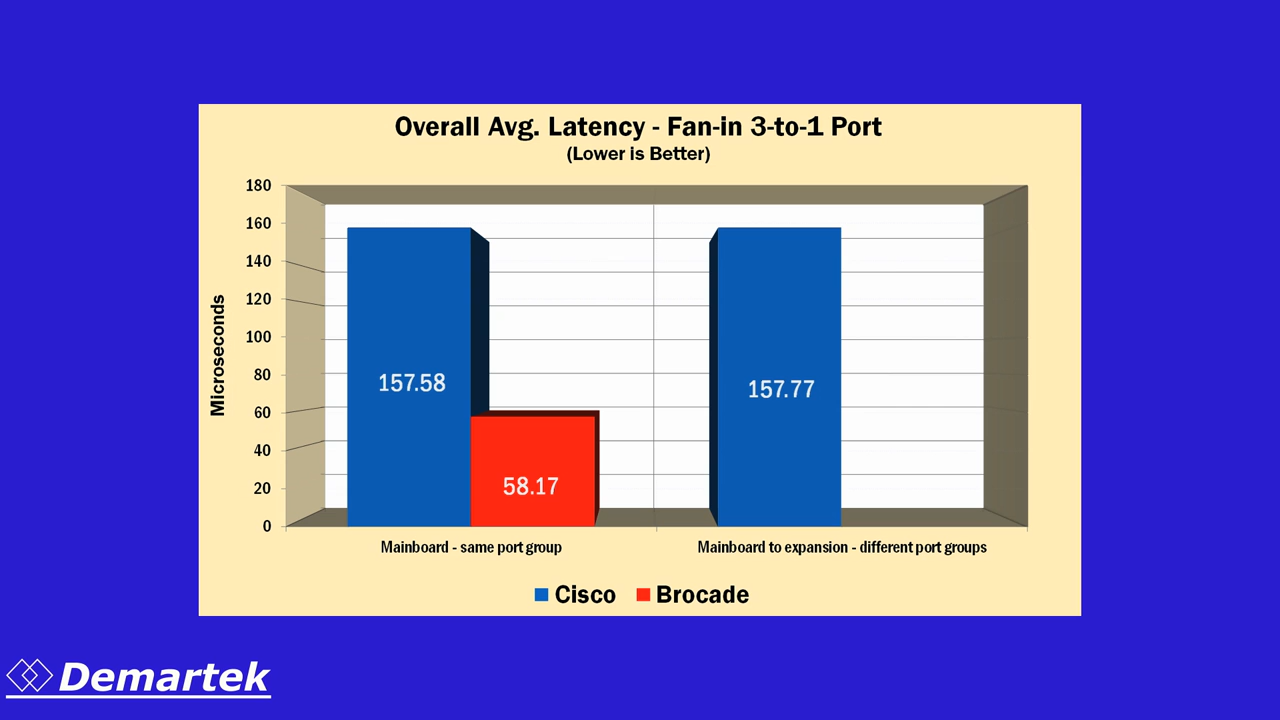 Overall Avg. Latency - Fan-in 3-to-1 Port
(Lower is Better)
Microseconds
180
160
140
120
100
80
60
40
20
0
157.58
58.17
157.77
Mainboard - same port group
Mainboard to expansion - different port groups
Cisco
Brocade
Demartek